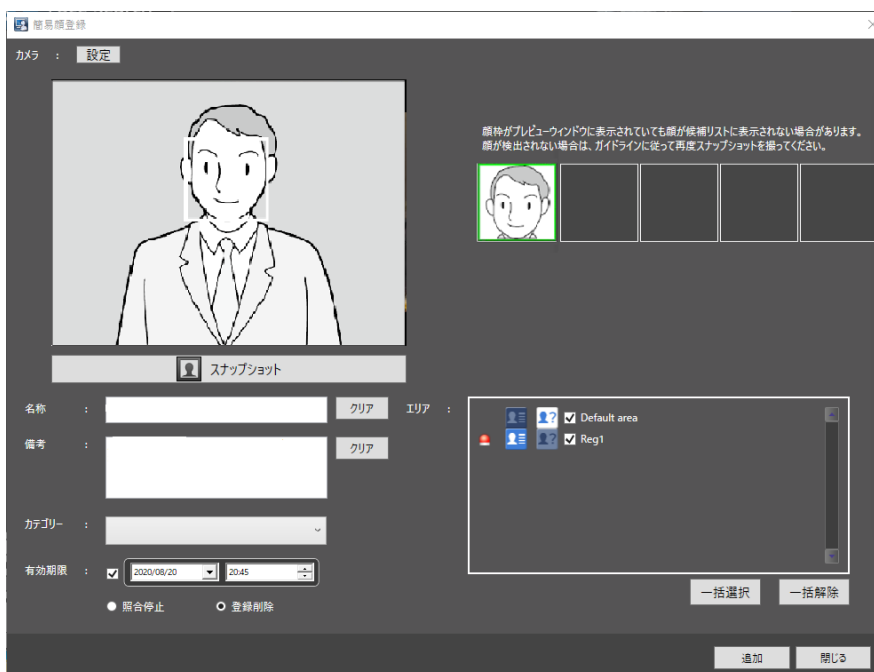 簡易顔登録
カメラ : 設定
顔枠がプレビューウィンドウに表示されていても顔が候補リストに表示されない場合があります。
顔が検出されない場合は、ガイドラインに従って再度スナップショットを撮ってください。
スナップショット
名称 : クリア
備考 : クリア
カテゴリー :
有効期限 : 2020/08/20 20:45
照合停止 登録削除
エリア :
Default area
Reg1
一括選択 一括解除
追加 閉じる